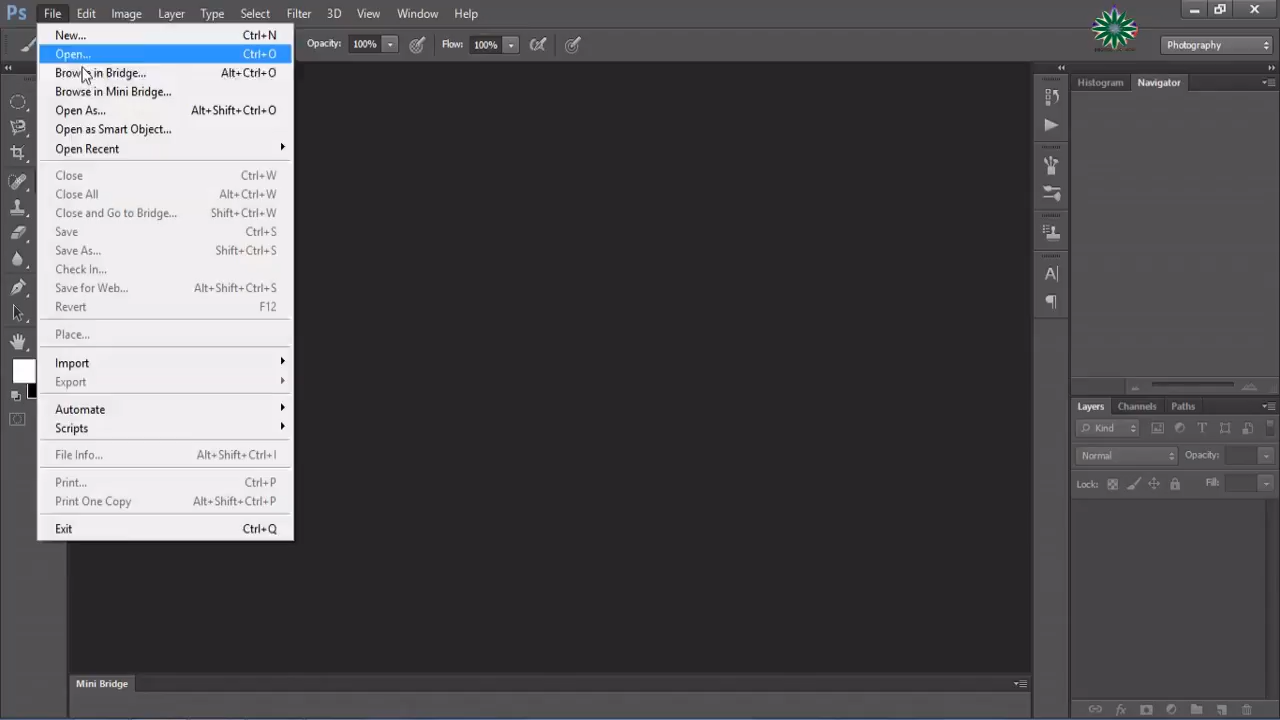 Ps File Edit Image Layer Type Select Filter 3D View Window Help
Opacity: 100% Flow: 100% Photography
New... Ctrl+N
Open... Ctrl+O
Browse in Bridge... Alt+Ctrl+O
Browse in Mini Bridge...
Open As... Alt+Shift+Ctrl+O
Open as Smart Object...
Open Recent
Close Ctrl+W
Close All Alt+Ctrl+W
Close and Go to Bridge... Shift+Ctrl+W
Save Ctrl+S
Save As... Shift+Ctrl+S
Check In...
Save for Web... Alt+Shift+Ctrl+S
Revert F12
Place...
Import
Export
Automate
Scripts
File Info... Alt+Shift+Ctrl+I
Print... Ctrl+P
Print One Copy Alt+Shift+Ctrl+P
Exit Ctrl+Q
Histogram Navigator
Layers Channels Paths
Kind
Normal Opacity:
Lock: Fill:
Mini Bridge